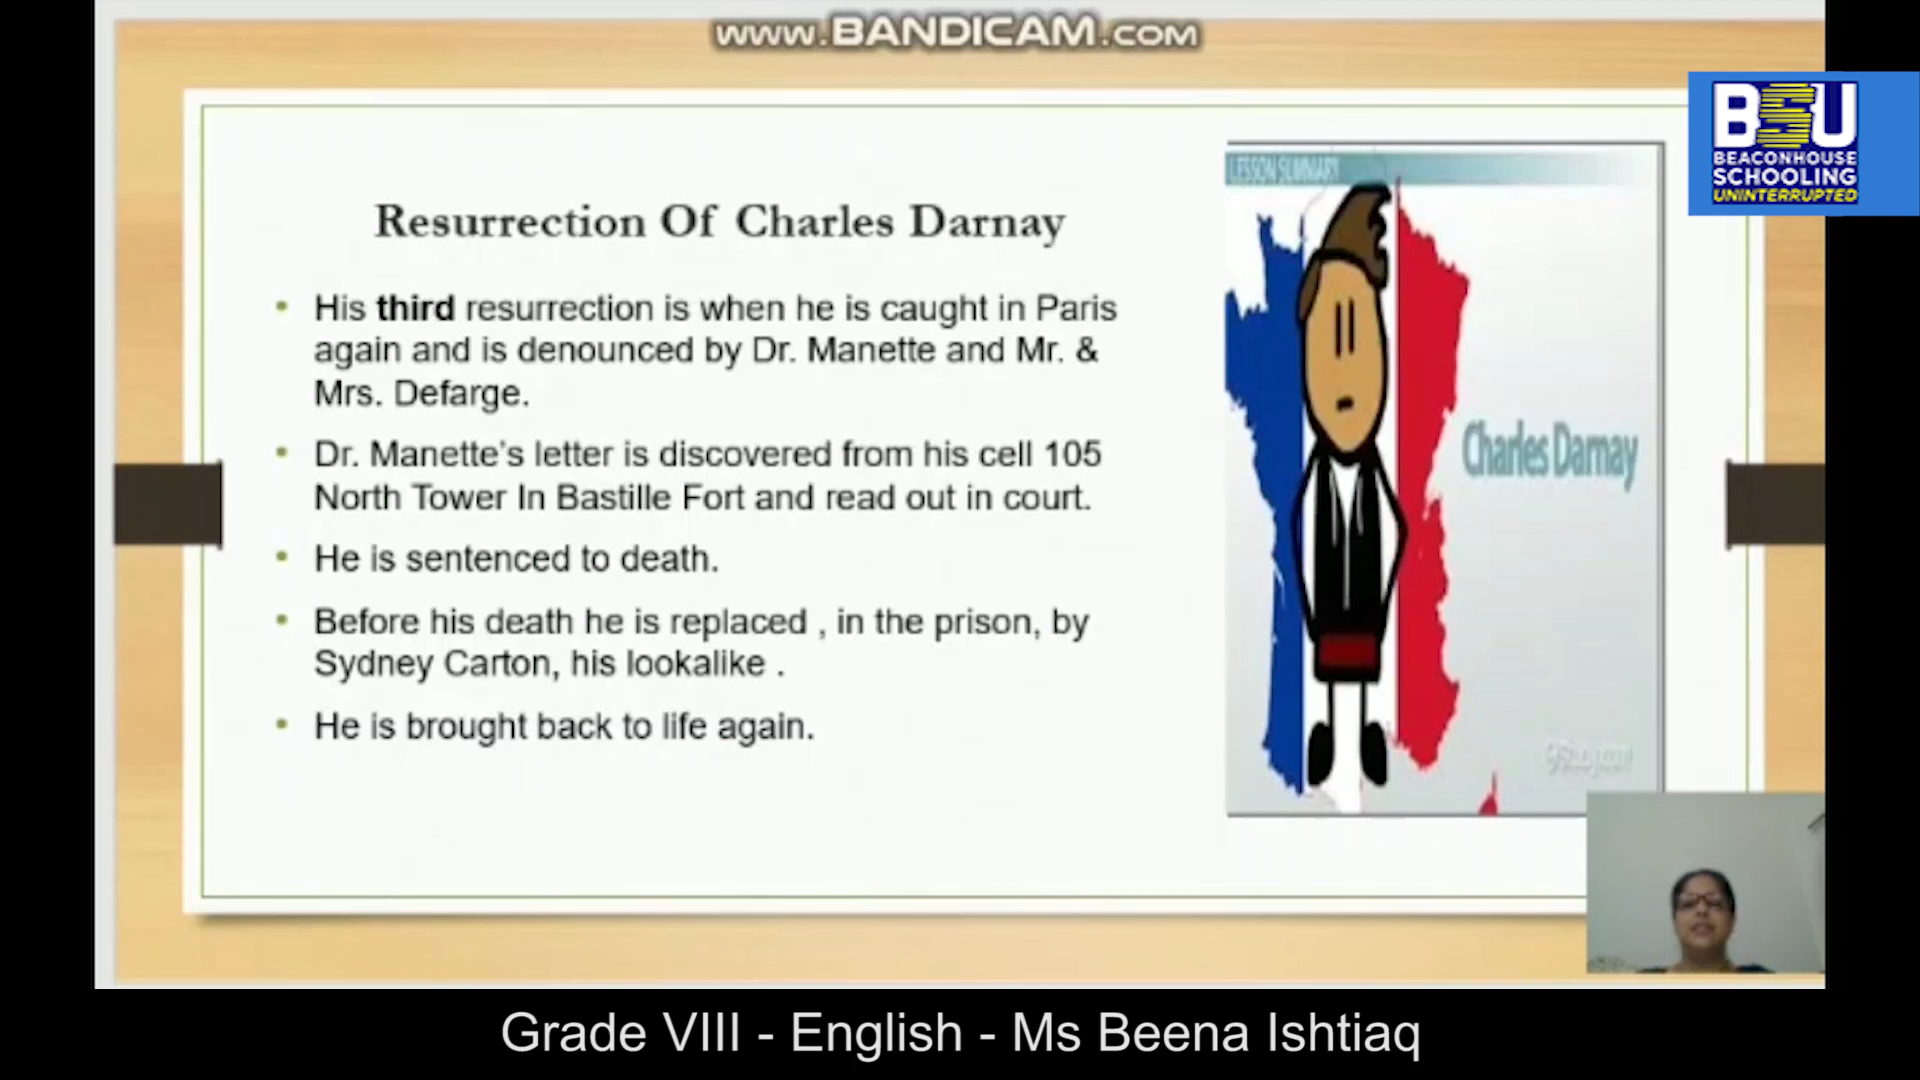 www.BANDICAM.COM
BSU
BEACONHOUSE
SCHOOLING
UNINTERRUPTED
LESSON SUMMARY
Resurrection Of Charles Darnay
• His third resurrection is when he is caught in Paris
again and is denounced by Dr. Manette and Mr. &
Mrs. Defarge.
• Dr. Manette’s letter is discovered from his cell 105
North Tower In Bastille Fort and read out in court.
• He is sentenced to death.
• Before his death he is replaced , in the prison, by
Sydney Carton, his lookalike .
• He is brought back to life again.
Charles Darnay
Study.com
Grade VIII - English - Ms Beena Ishtiaq